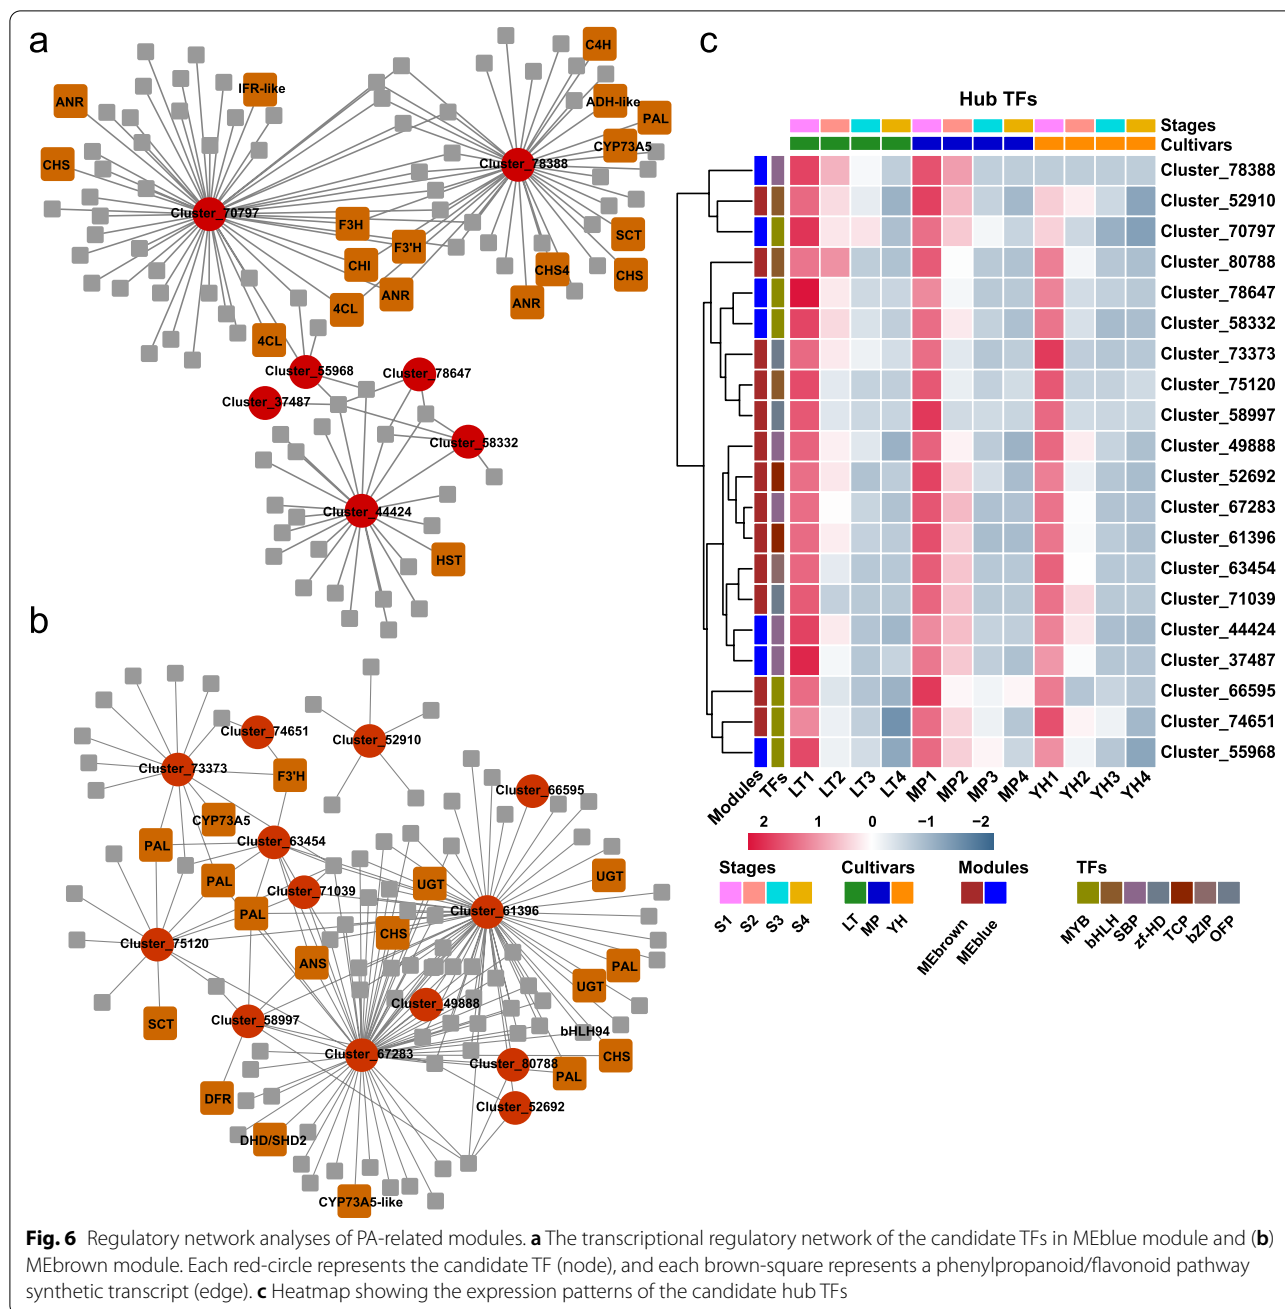 a
C4H
IFR-like
ANR
ADH-like
PAL
CYP73A5
CHS
Cluster_78388
Cluster_70797
F3H
F3'H
SCT
CHI
CHS4
CHS
ANR
ANR
4CL
4CL
Cluster_55968
Cluster_78647
Cluster_37487
Cluster_58332
Cluster_44424
HST
b
Cluster_74651
Cluster_52910
Cluster_73373
F3'H
Cluster_66595
CYP73A5
Cluster_63454
PAL
PAL
UGT
UGT
Cluster_71039
PAL
Cluster_61396
CHS
Cluster_75120
ANS
PAL
UGT
Cluster_49888
SCT
Cluster_58997
bHLH94
Cluster_67283
CHS
Cluster_80788
PAL
DFR
Cluster_52692
DHD/SHD2
CYP73A5-like
c
Hub TFs
Stages
Cultivars
Cluster_78388
Cluster_52910
Cluster_70797
Cluster_80788
Cluster_78647
Cluster_58332
Cluster_73373
Cluster_75120
Cluster_58997
Cluster_49888
Cluster_52692
Cluster_67283
Cluster_61396
Cluster_63454
Cluster_71039
Cluster_44424
Cluster_37487
Cluster_66595
Cluster_74651
Cluster_55968
Modules TFs LT1 LT2 LT3 LT4 MP1 MP2 MP3 MP4 YH1 YH2 YH3 YH4
2 1 0 −1 −2
Stages Cultivars Modules TFs
S1 S2 S3 S4 LT MP YH MEbrown MEblue MYB bHLH SBP zf-HD TCP bZIP OFP
Fig. 6 Regulatory network analyses of PA-related modules. a The transcriptional regulatory network of the candidate TFs in MEblue module and (b)
MEbrown module. Each red-circle represents the candidate TF (node), and each brown-square represents a phenylpropanoid/flavonoid pathway
synthetic transcript (edge). c Heatmap showing the expression patterns of the candidate hub TFs